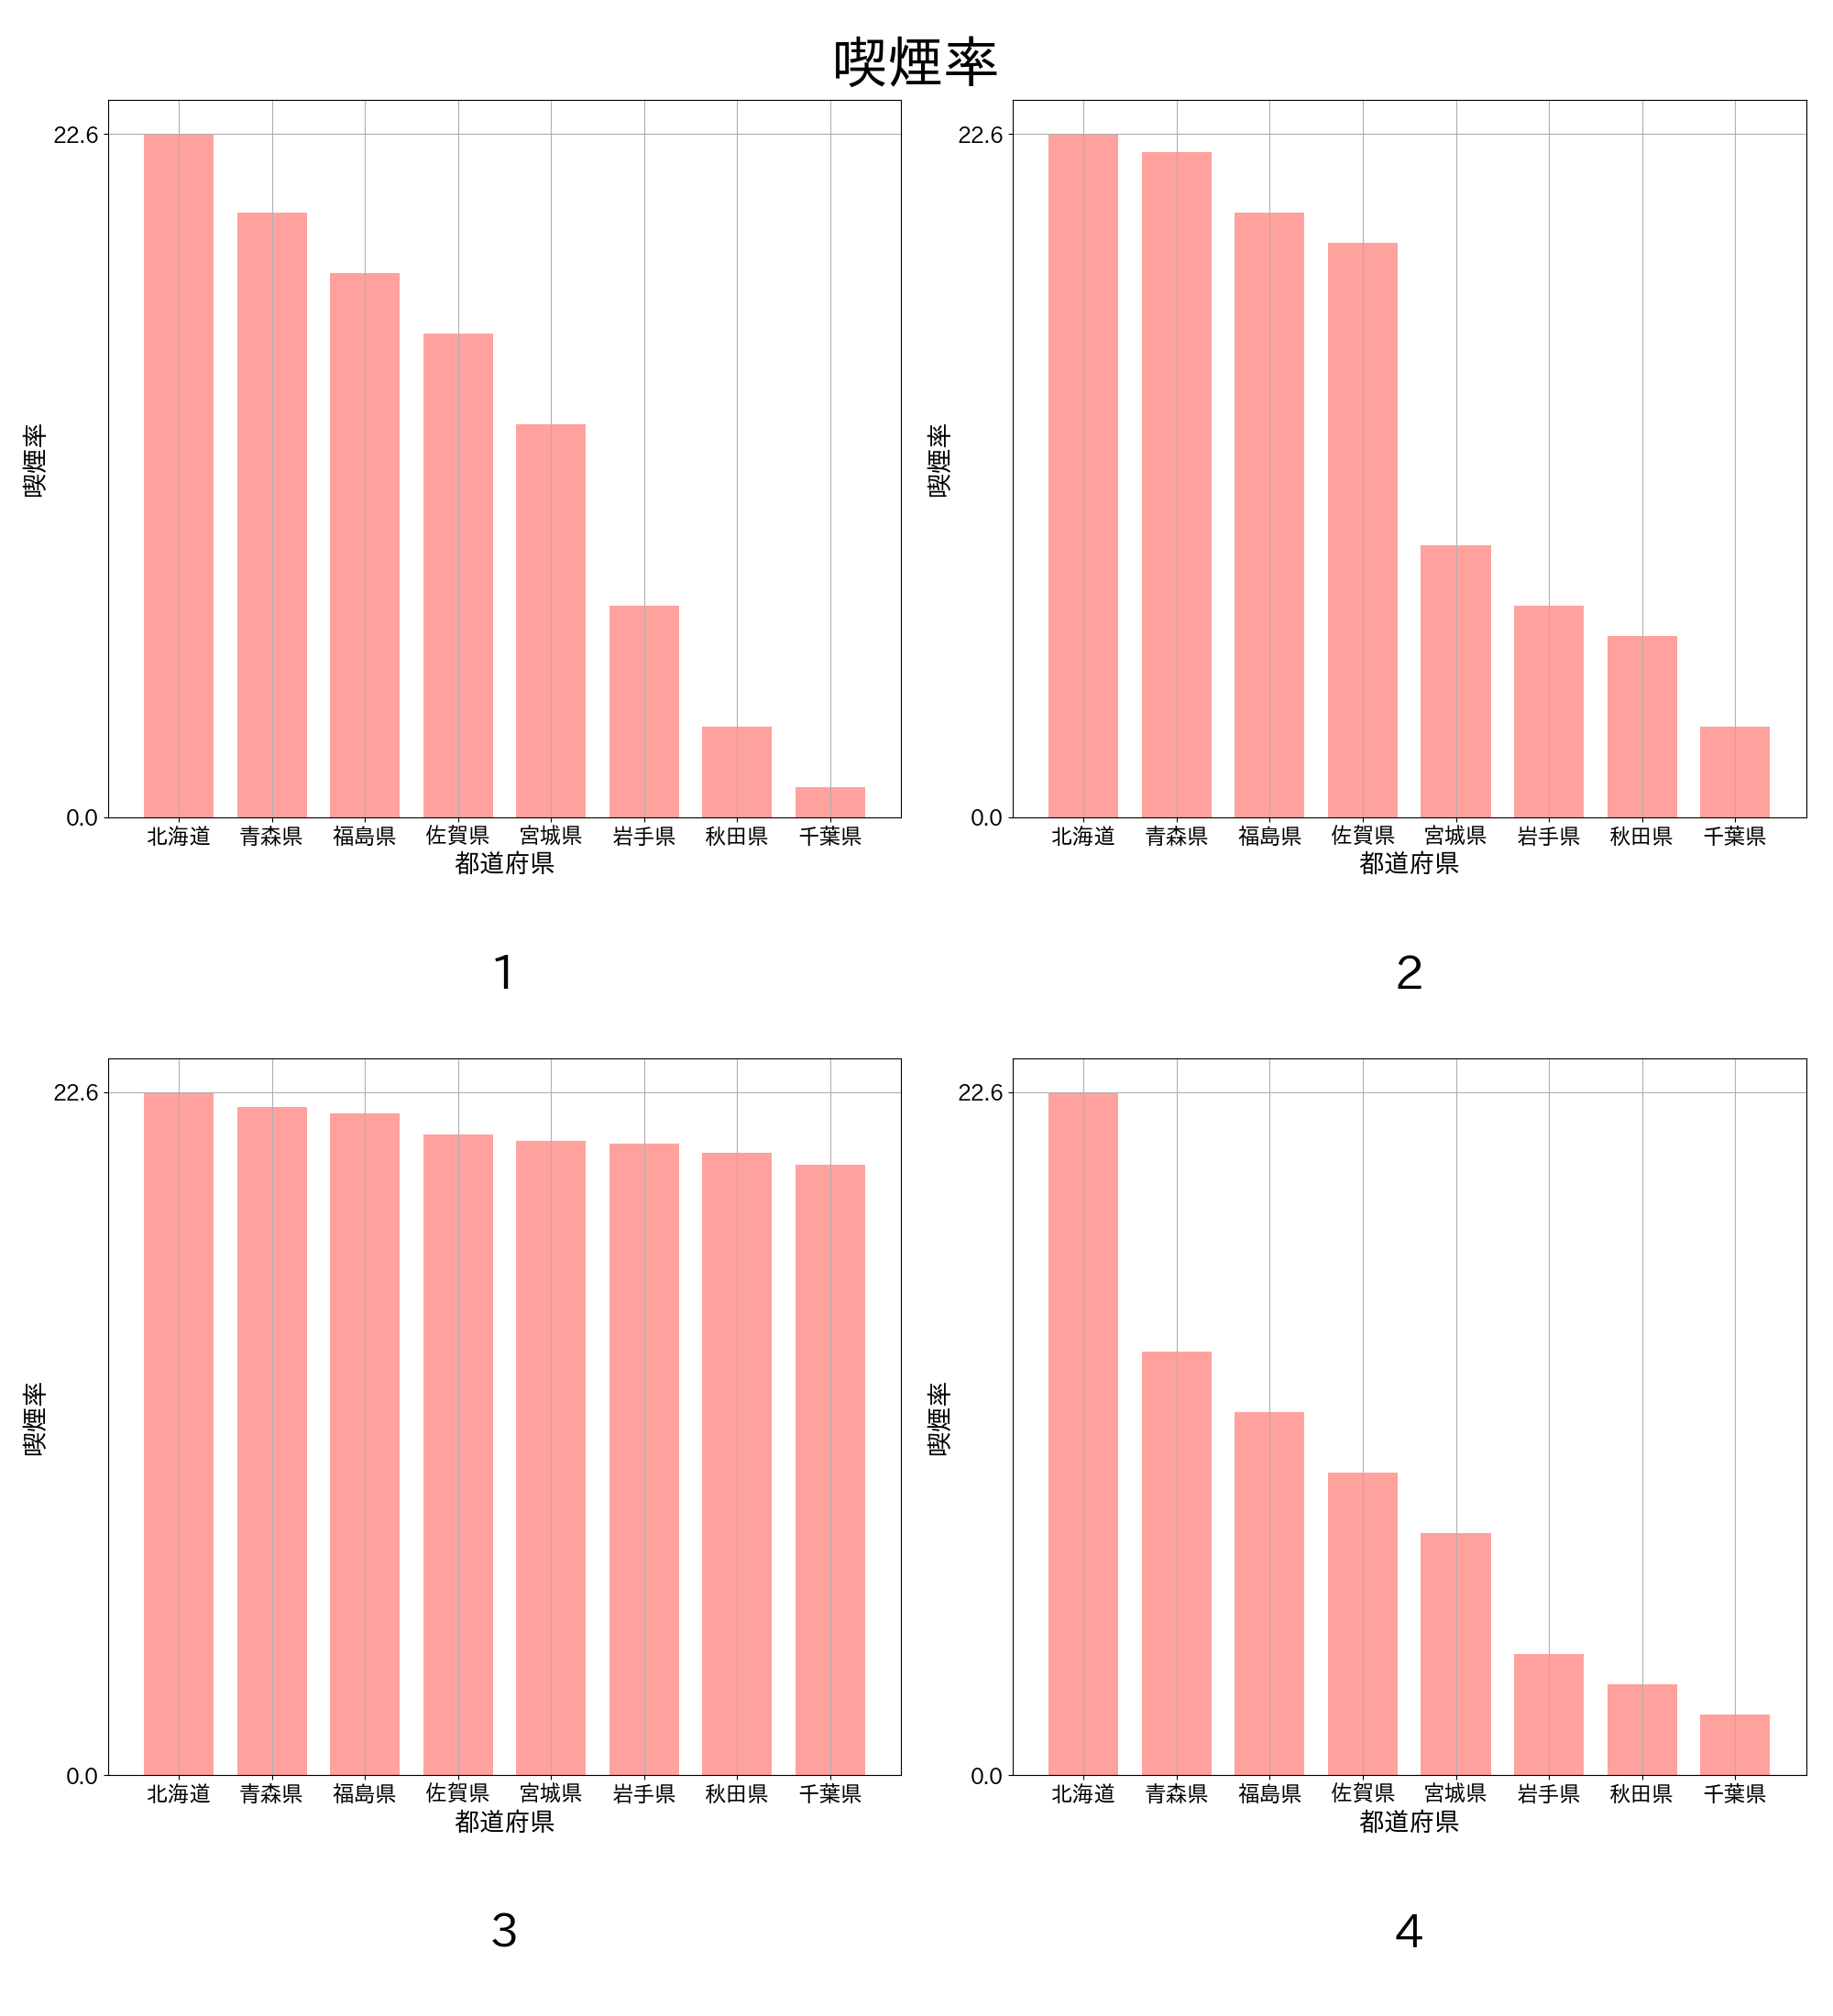 喫煙率
22.6
0.0
喫煙率
北海道 青森県 福島県 佐賀県 宮城県 岩手県 秋田県 千葉県
都道府県
1
22.6
0.0
喫煙率
北海道 青森県 福島県 佐賀県 宮城県 岩手県 秋田県 千葉県
都道府県
2
22.6
0.0
喫煙率
北海道 青森県 福島県 佐賀県 宮城県 岩手県 秋田県 千葉県
都道府県
3
22.6
0.0
喫煙率
北海道 青森県 福島県 佐賀県 宮城県 岩手県 秋田県 千葉県
都道府県
4